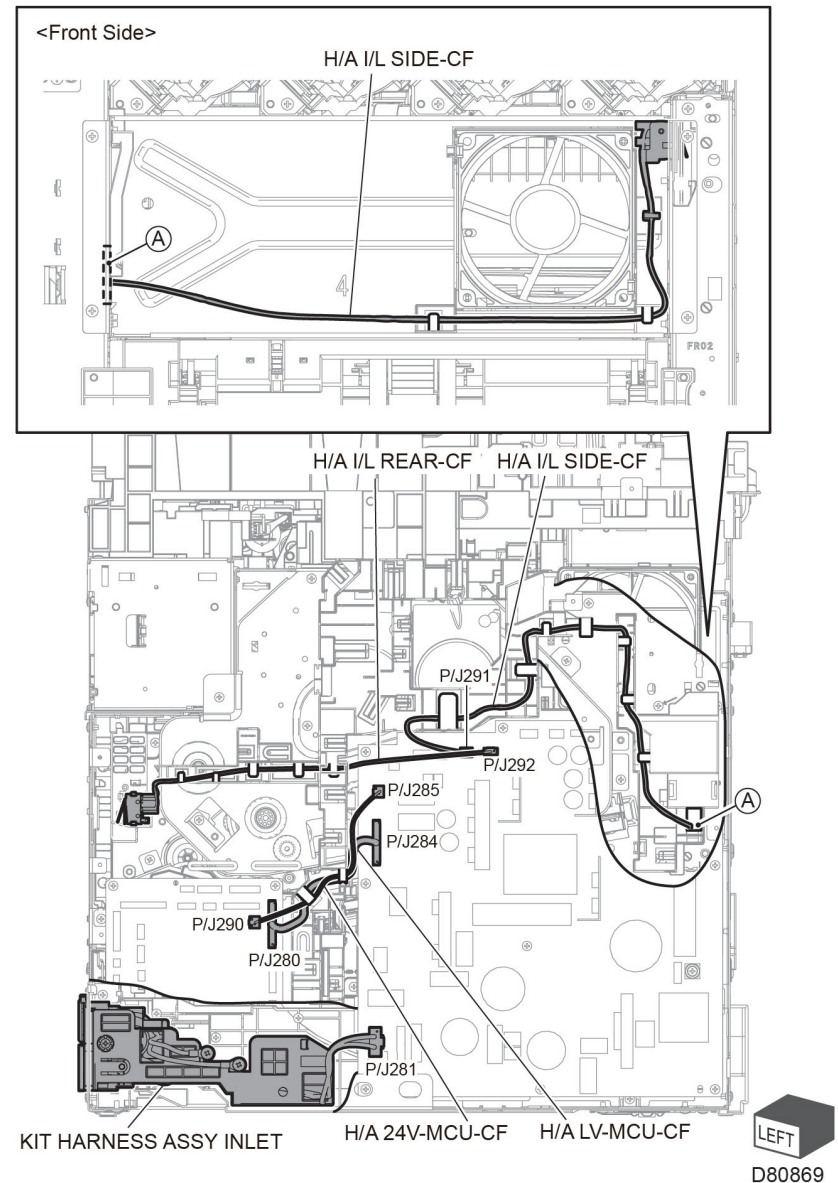 <Front Side>
H/A I/L SIDE-CF
A
4
FR02
H/A I/L REAR-CF H/A I/L SIDE-CF
P/J291
P/J292
P/J285
A
P/J284
P/J290
P/J280
P/J281
KIT HARNESS ASSY INLET
H/A 24V-MCU-CF
H/A LV-MCU-CF
LEFT
D80869